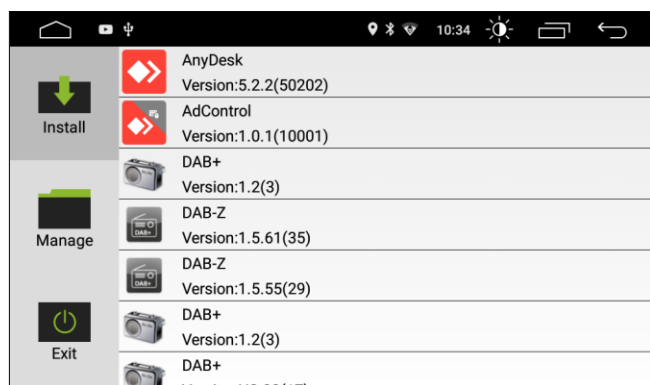 10:34
Install
Manage
Exit
AnyDesk
Version:5.2.2(50202)
AdControl
Version:1.0.1(10001)
DAB+
Version:1.2(3)
DAB-Z
Version:1.5.61(35)
DAB-Z
Version:1.5.55(29)
DAB+
Version:1.2(3)
DAB+